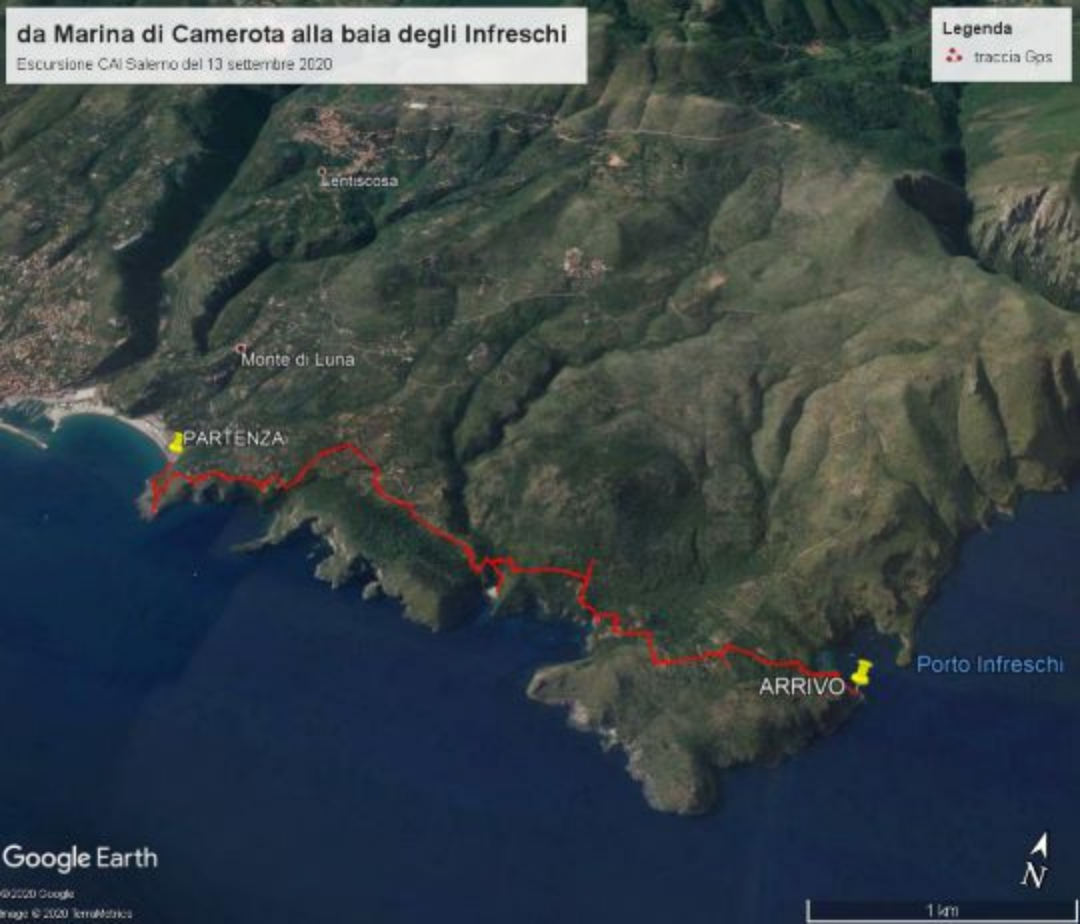 da Marina di Camerota alla baia degli Infreschi
Escursione CAI Salerno del 13 settembre 2020
Legenda
traccia Gps
Lentiscosa
Monte di Luna
PARTENZA
Porto Infreschi
ARRIVO
Google Earth
©2020 Google
Image © 2020 TerraMetrics
N
1 km